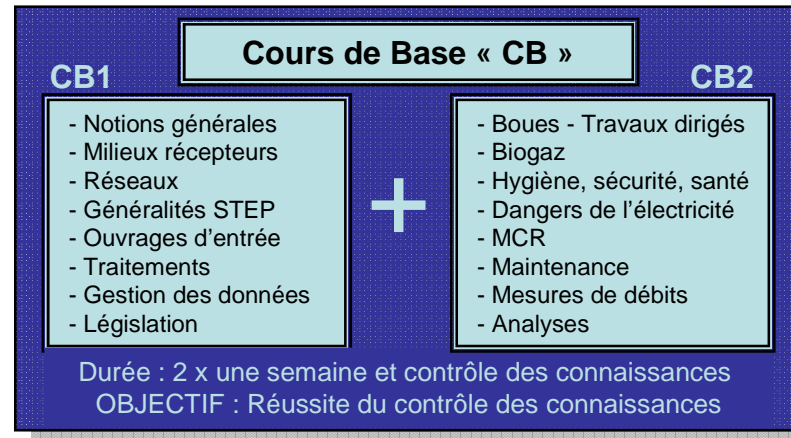 Cours de Base « CB »
CB1
- Notions générales
- Milieux récepteurs
- Réseaux
- Généralités STEP
- Ouvrages d'entrée
- Traitements
- Gestion des données
- Législation
+
CB2
- Boues - Travaux dirigés
- Biogaz
- Hygiène, sécurité, santé
- Dangers de l'électricité
- MCR
- Maintenance
- Mesures de débits
- Analyses
Durée : 2 x une semaine et contrôle des connaissances
OBJECTIF : Réussite du contrôle des connaissances